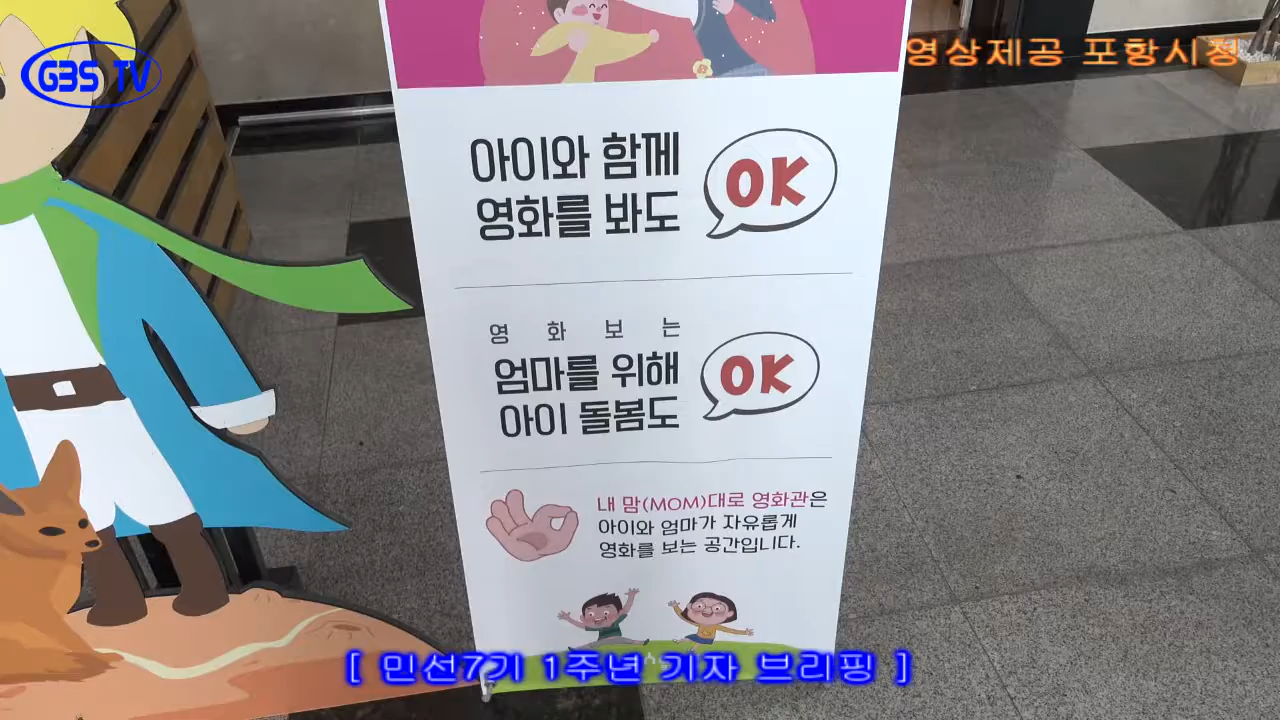 GBS TV
영상제공 포항시청
아이와 함께
영화를 봐도
OK
영 화 보 는
엄마를 위해
아이 돌봄도
OK
내 맘(MOM)대로 영화관은
아이와 엄마가 자유롭게
영화를 보는 공간입니다.
[ 민선7기 1주년 기자 브리핑 ]